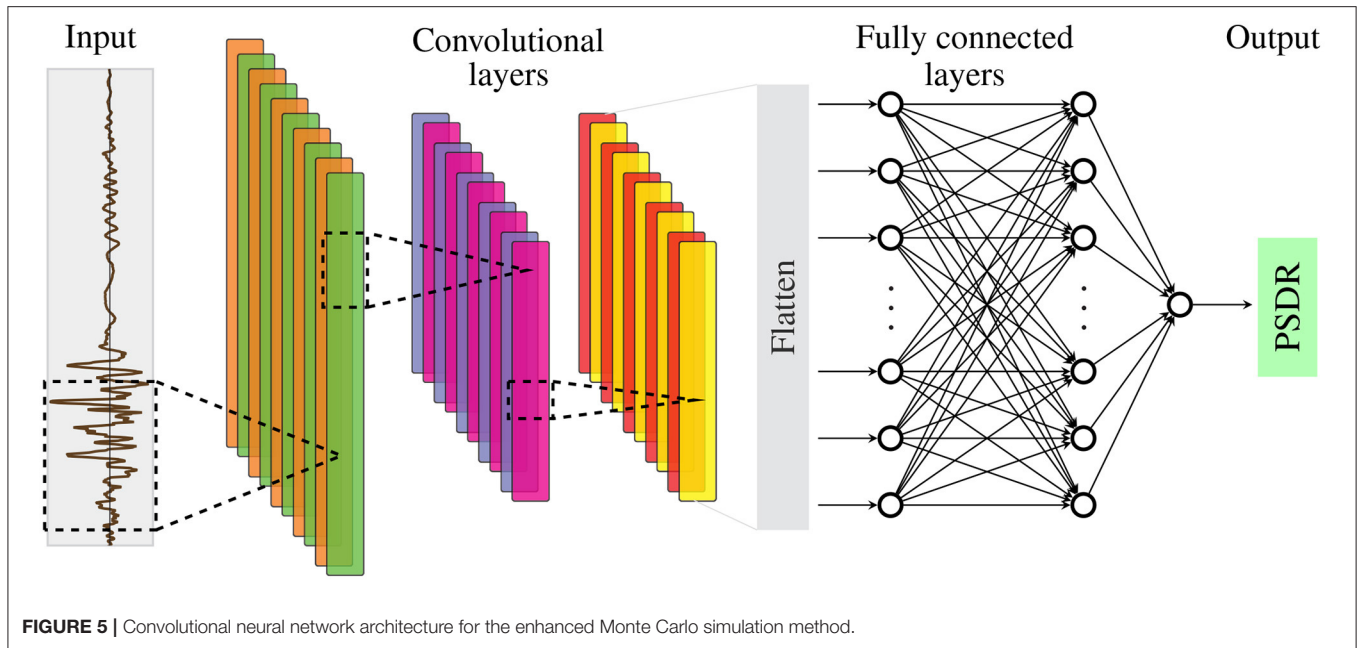 Input
Convolutional
layers
Fully connected
layers
Output
Flatten
PSDR
FIGURE 5 | Convolutional neural network architecture for the enhanced Monte Carlo simulation method.